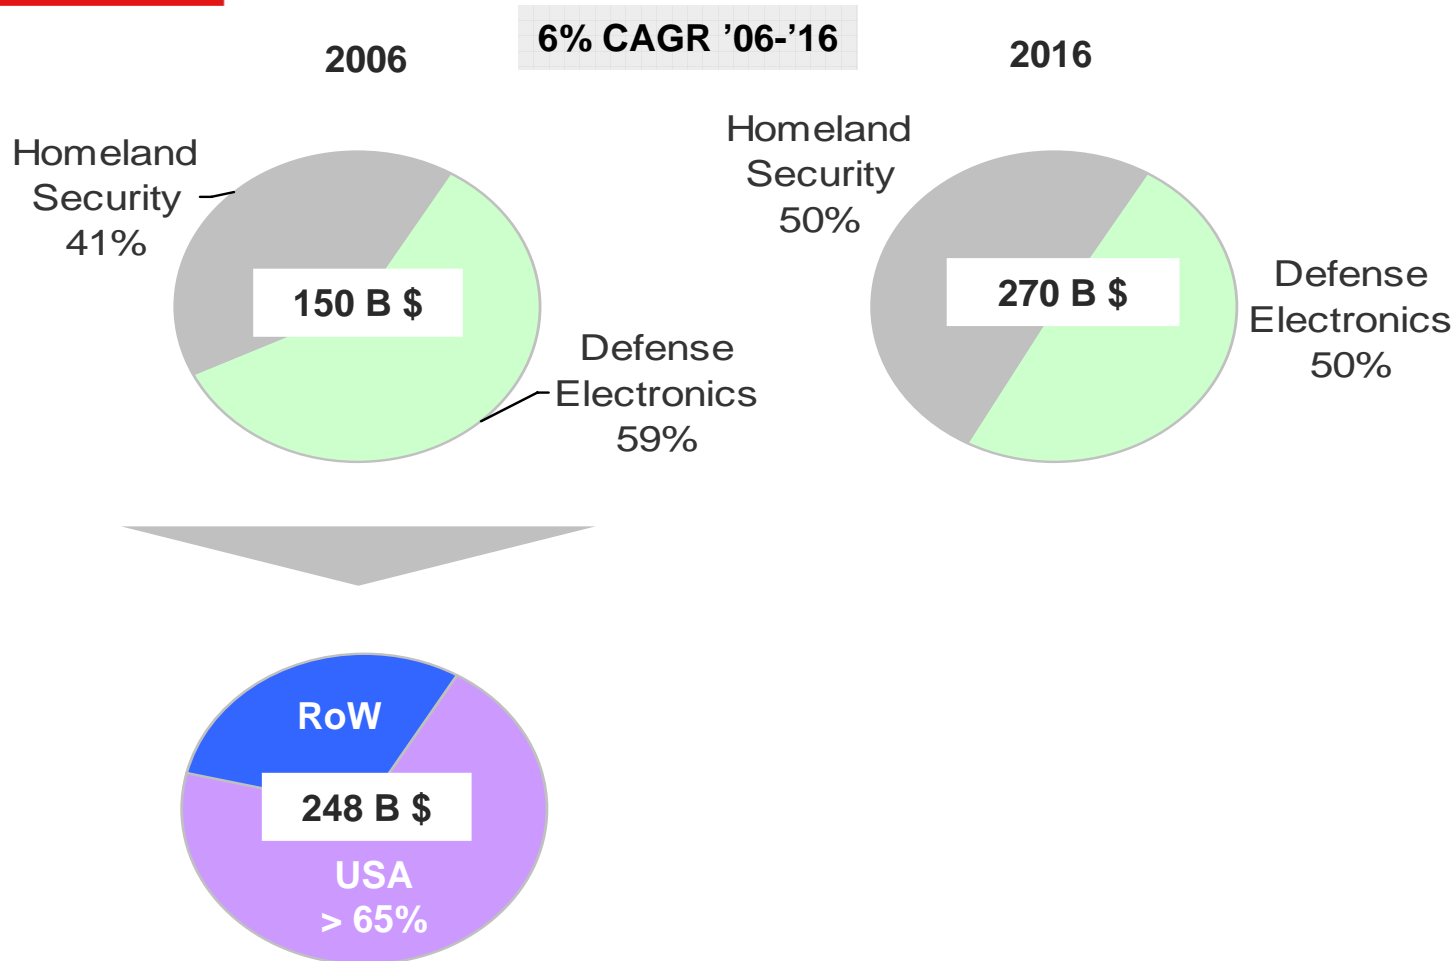 6% CAGR '06-'16
2006
2016
Homeland
Security
41%
150 B $
Defense
Electronics
59%
Homeland
Security
50%
270 B $
Defense
Electronics
50%
RoW
248 B $
USA
> 65%